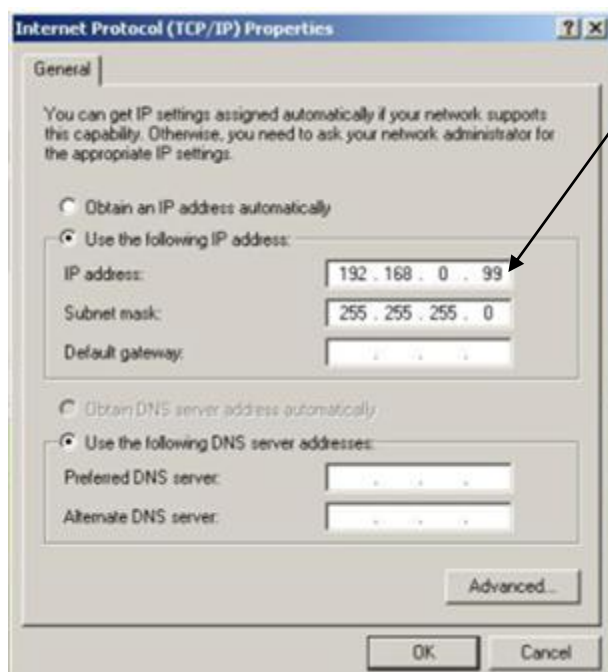 Internet Protocol (TCP/IP) Properties
General
You can get IP settings assigned automatically if your network supports
this capability. Otherwise, you need to ask your network administrator for
the appropriate IP settings.
Obtain an IP address automatically
Use the following IP address:
IP address: 192 . 168 . 0 . 99
Subnet mask: 255 . 255 . 255 . 0
Default gateway: . . .
Obtain DNS server address automatically
Use the following DNS server addresses:
Preferred DNS server: . . .
Alternate DNS server: . . .
Advanced...
OK Cancel